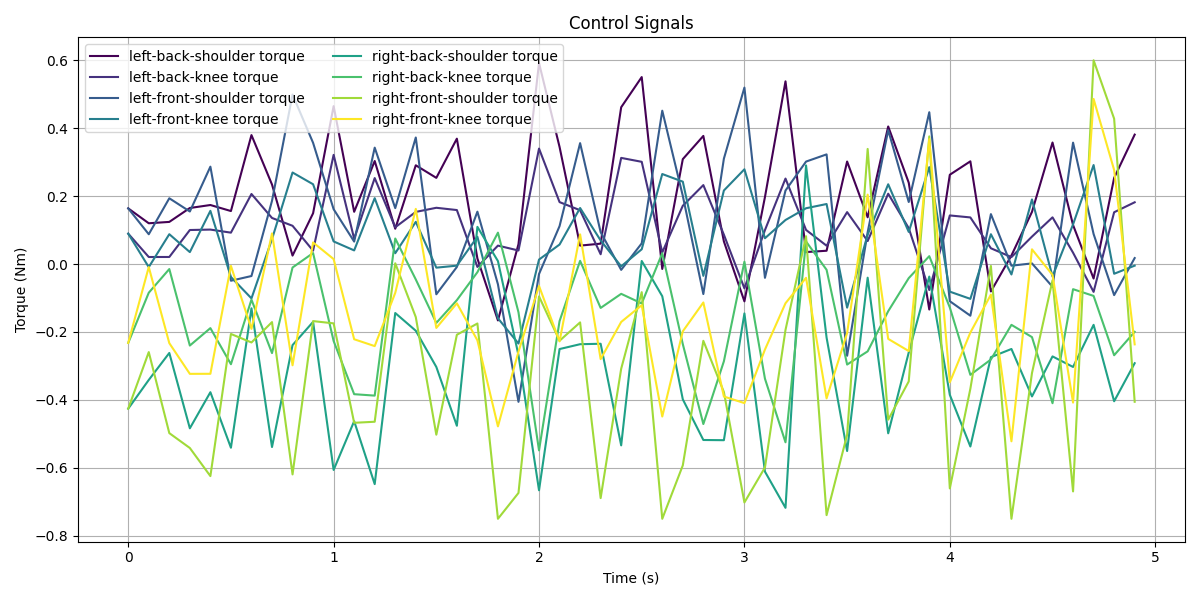 Control Signals
left-back-shoulder torque
left-back-knee torque
left-front-shoulder torque
left-front-knee torque
right-back-shoulder torque
right-back-knee torque
right-front-shoulder torque
right-front-knee torque
Torque (Nm)
0.6
0.4
0.2
0.0
−0.2
−0.4
−0.6
−0.8
0 1 2 3 4 5
Time (s)